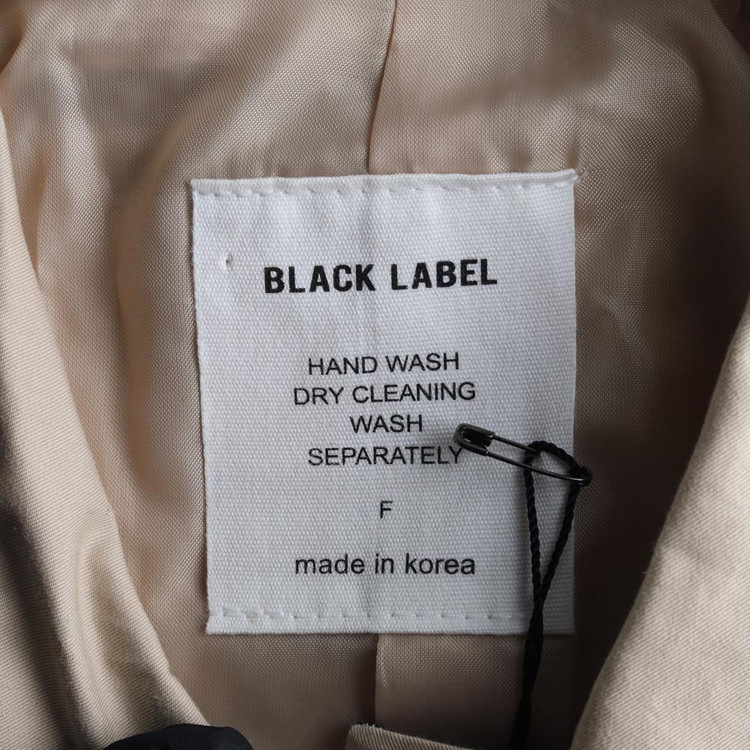 BLACK LABEL
HAND WASH
DRY CLEANING
WASH
SEPARATELY
F
made in korea